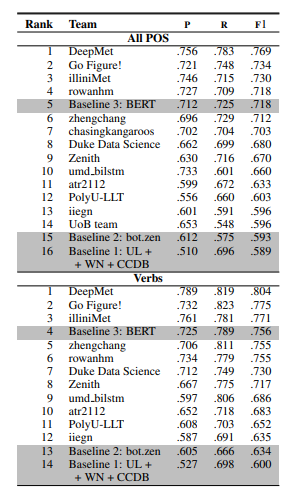 Rank Team P R F1
All POS
1 DeepMet .756 .783 .769
2 Go Figure! .721 .748 .734
3 illiniMet .746 .715 .730
4 rowanhm .727 .709 .718
5 Baseline 3: BERT .712 .725 .718
6 zhengchang .696 .729 .712
7 chasingkangaroos .702 .704 .703
8 Duke Data Science .662 .699 .680
9 Zenith .630 .716 .670
10 umd_bilstm .733 .601 .660
11 atr2112 .599 .672 .633
12 PolyU-LLT .556 .660 .603
13 iiegn .601 .591 .596
14 UoB team .653 .548 .596
15 Baseline 2: bot.zen .612 .575 .593
16 Baseline 1: UL + .510 .696 .589
+ WN + CCDB
Verbs
1 DeepMet .789 .819 .804
2 Go Figure! .732 .823 .775
3 illiniMet .761 .781 .771
4 Baseline 3: BERT .725 .789 .756
5 zhengchang .706 .811 .755
6 rowanhm .734 .779 .755
7 Duke Data Science .712 .749 .730
8 Zenith .667 .775 .717
9 umd_bilstm .597 .806 .686
10 atr2112 .652 .718 .683
11 PolyU-LLT .608 .703 .652
12 iiegn .587 .691 .635
13 Baseline 2: bot.zen .605 .666 .634
14 Baseline 1: UL + .527 .698 .600
+ WN + CCDB